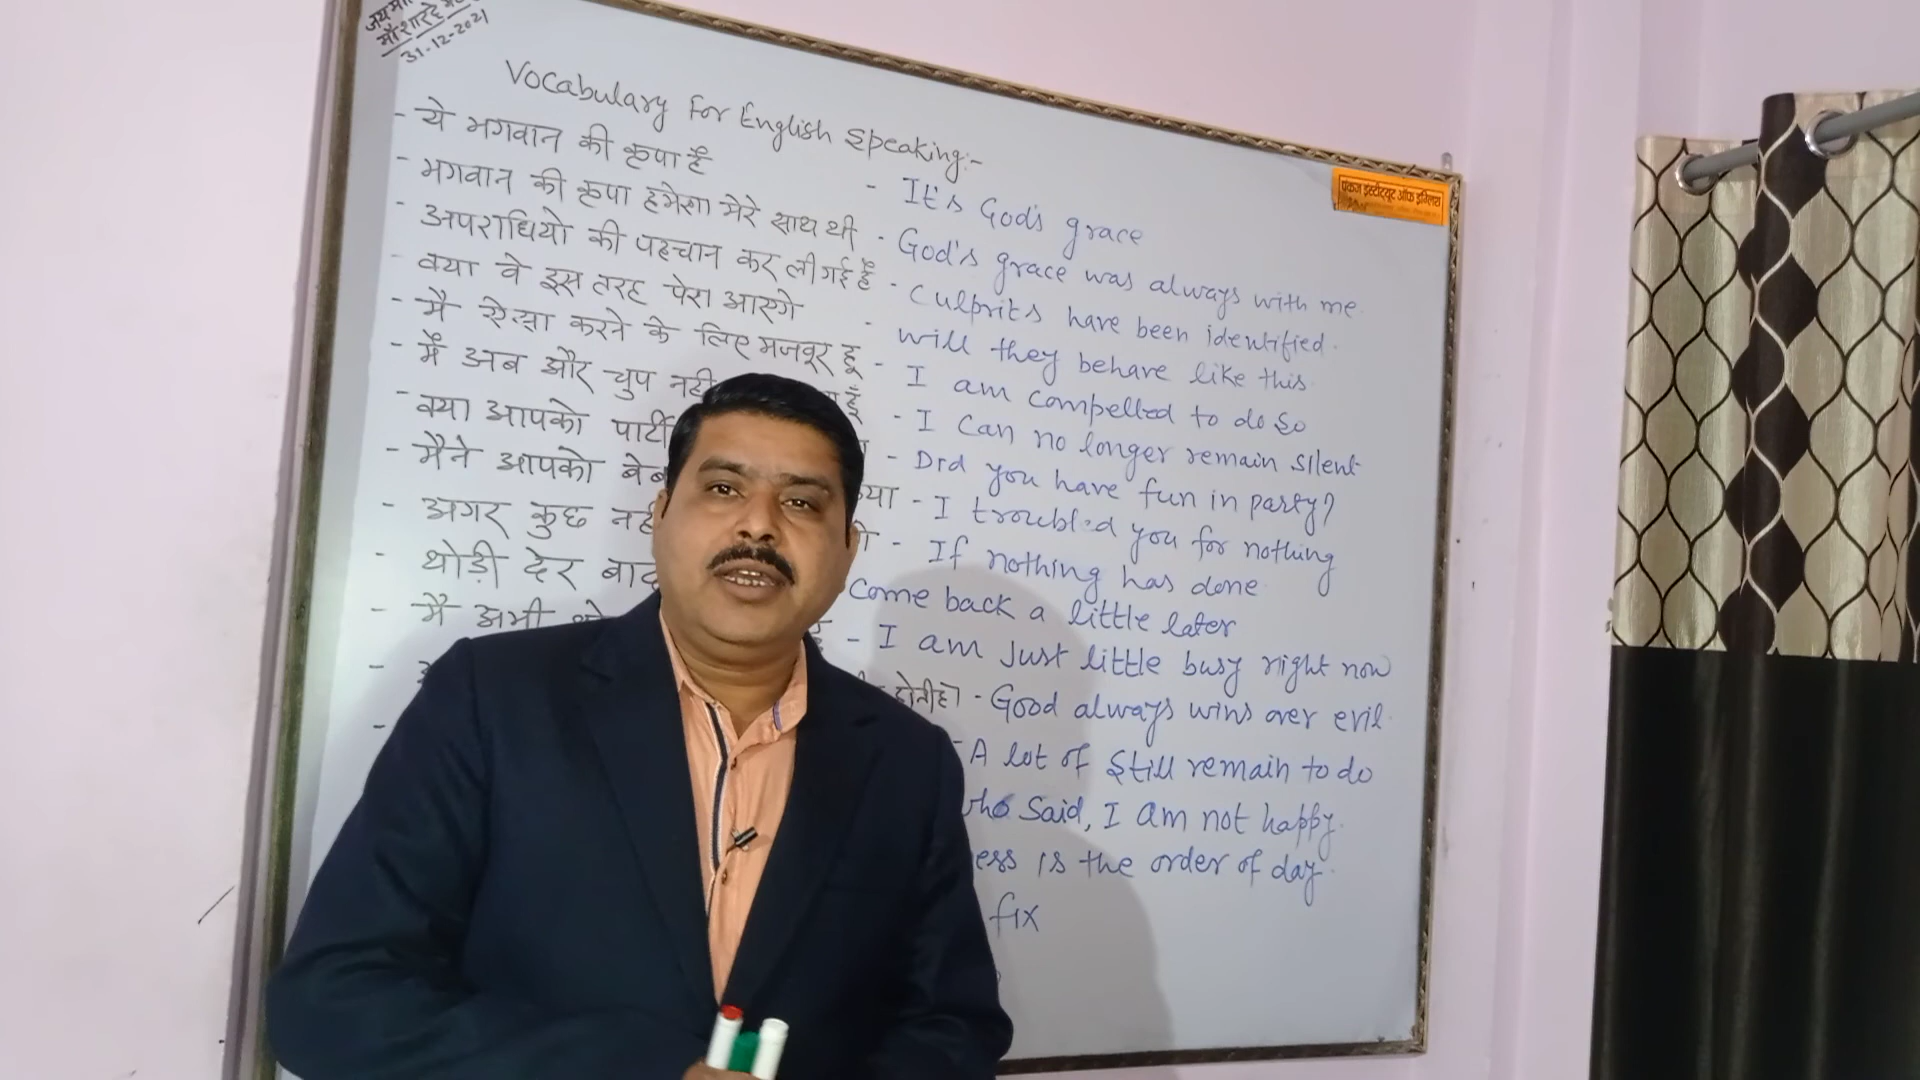 जय माँ
माँ शारदे
31-12-2021
Vocabulary for English Speaking:-
पंकज इंस्टीट्यूट ऑफ इंग्लिश
- ये भगवान की कृपा है - It's God's grace
- भगवान की कृपा हमेशा मेरे साथ थी - God's grace was always with me.
- अपराधियो की पहचान कर ली गई है - Culprits have been identified.
- क्या वे इस तरह पेश आएगे - will they behave like this
- मै ऐसा करने के लिए मजबूर हू - I am compelled to do so
- मैं अब और चुप नही हूँ - I can no longer remain silent
- क्या आपको पार्टी - Did you have fun in party?
- मैने आपको - I troubled you for nothing
- अगर कुछ नही - If nothing has done
- थोड़ी देर बाद Come back a little later
- मै अभी - I am just little busy right now
- होती है - Good always wins over evil.
- - A lot of still remain to do
who said, I am not happy.
is the order of day.
fix